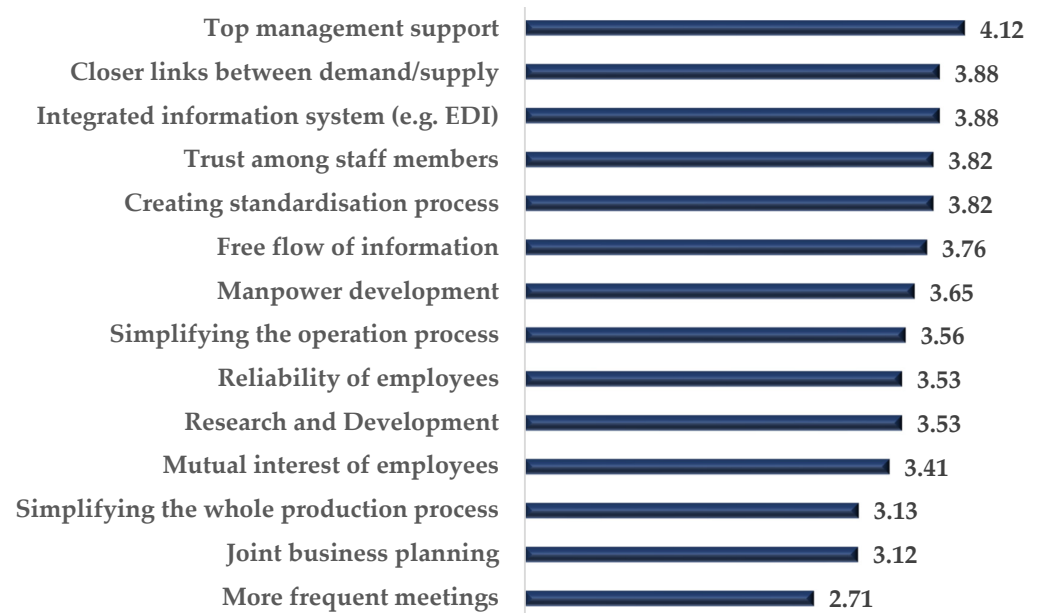 Top management support 4.12
Closer links between demand/supply 3.88
Integrated information system (e.g. EDI) 3.88
Trust among staff members 3.82
Creating standardisation process 3.82
Free flow of information 3.76
Manpower development 3.65
Simplifying the operation process 3.56
Reliability of employees 3.53
Research and Development 3.53
Mutual interest of employees 3.41
Simplifying the whole production process 3.13
Joint business planning 3.12
More frequent meetings 2.71